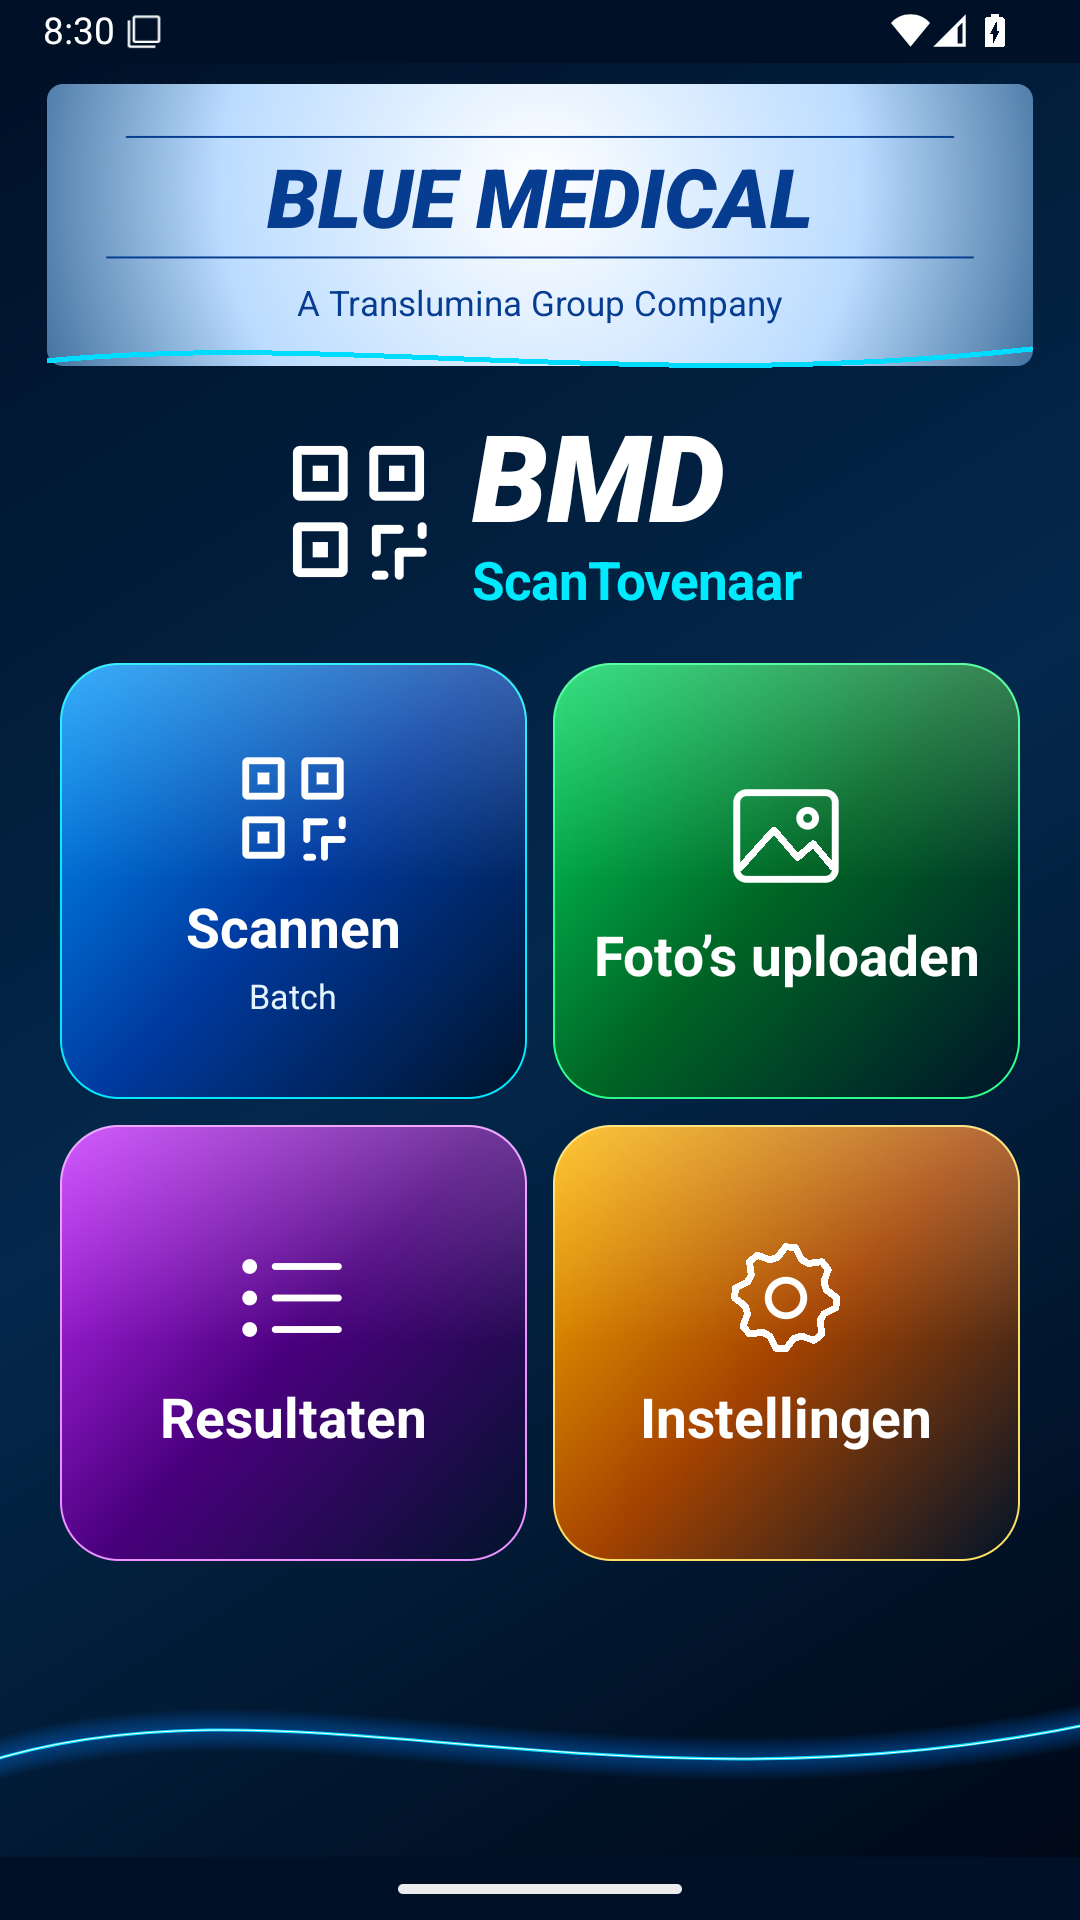 8:30
BLUE MEDICAL
A Translumina Group Company
BMD
ScanTovenaar
Scannen
Batch
Foto’s uploaden
Resultaten
Instellingen